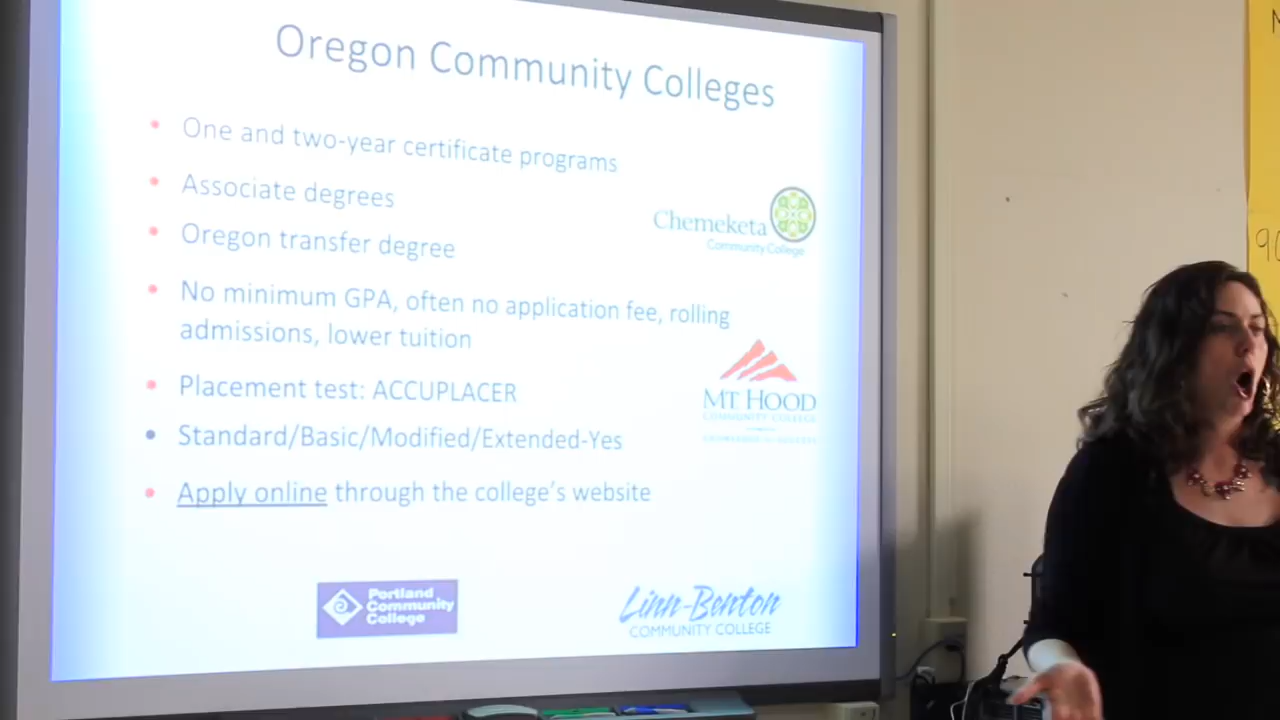 Oregon Community Colleges
One and two-year certificate programs
Associate degrees
Oregon transfer degree
No minimum GPA, often no application fee, rolling
admissions, lower tuition
Placement test: ACCUPLACER
Standard/Basic/Modified/Extended-Yes
Apply online through the college's website
Chemeketa
Community College
MT HOOD
COMMUNITY COLLEGE
Portland
Community
College
Linn-Benton
COMMUNITY COLLEGE